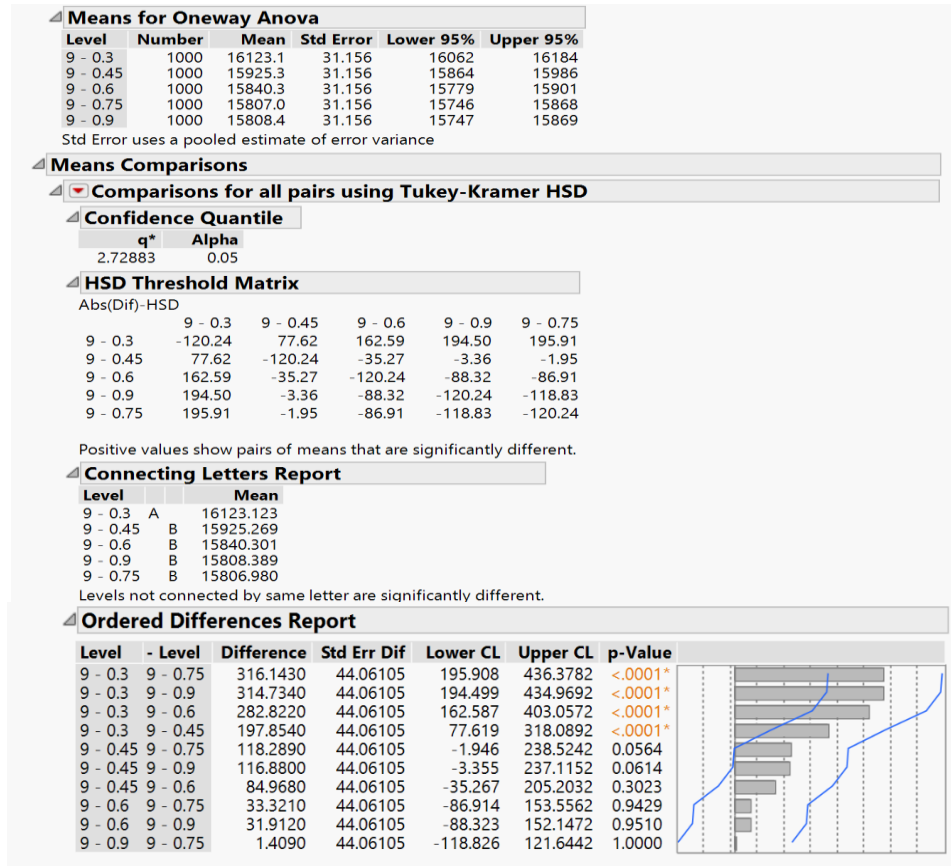 Means for Oneway Anova
Level Number Mean Std Error Lower 95% Upper 95%
9 - 0.3 1000 16123.1 31.156 16062 16184
9 - 0.45 1000 15925.3 31.156 15864 15986
9 - 0.6 1000 15840.3 31.156 15779 15901
9 - 0.75 1000 15807.0 31.156 15746 15868
9 - 0.9 1000 15808.4 31.156 15747 15869
Std Error uses a pooled estimate of error variance
Means Comparisons
Comparisons for all pairs using Tukey-Kramer HSD
Confidence Quantile
q* Alpha
2.72883 0.05
HSD Threshold Matrix
Abs(Dif)-HSD
9 - 0.3 9 - 0.45 9 - 0.6 9 - 0.9 9 - 0.75
9 - 0.3 -120.24 77.62 162.59 194.50 195.91
9 - 0.45 77.62 -120.24 -35.27 -3.36 -1.95
9 - 0.6 162.59 -35.27 -120.24 -88.32 -86.91
9 - 0.9 194.50 -3.36 -88.32 -120.24 -118.83
9 - 0.75 195.91 -1.95 -86.91 -118.83 -120.24
Positive values show pairs of means that are significantly different.
Connecting Letters Report
Level Mean
9 - 0.3 A 16123.123
9 - 0.45 B 15925.269
9 - 0.6 B 15840.301
9 - 0.9 B 15808.389
9 - 0.75 B 15806.980
Levels not connected by same letter are significantly different.
Ordered Differences Report
Level - Level Difference Std Err Dif Lower CL Upper CL p-Value
9 - 0.3 9 - 0.75 316.1430 44.06105 195.908 436.3782 <.0001*
9 - 0.3 9 - 0.9 314.7340 44.06105 194.499 434.9692 <.0001*
9 - 0.3 9 - 0.6 282.8220 44.06105 162.587 403.0572 <.0001*
9 - 0.3 9 - 0.45 197.8540 44.06105 77.619 318.0892 <.0001*
9 - 0.45 9 - 0.75 118.2890 44.06105 -1.946 238.5242 0.0564
9 - 0.45 9 - 0.9 116.8800 44.06105 -3.355 237.1152 0.0614
9 - 0.45 9 - 0.6 84.9680 44.06105 -35.267 205.2032 0.3023
9 - 0.6 9 - 0.75 33.3210 44.06105 -86.914 153.5562 0.9429
9 - 0.6 9 - 0.9 31.9120 44.06105 -88.323 152.1472 0.9510
9 - 0.9 9 - 0.75 1.4090 44.06105 -118.826 121.6442 1.0000